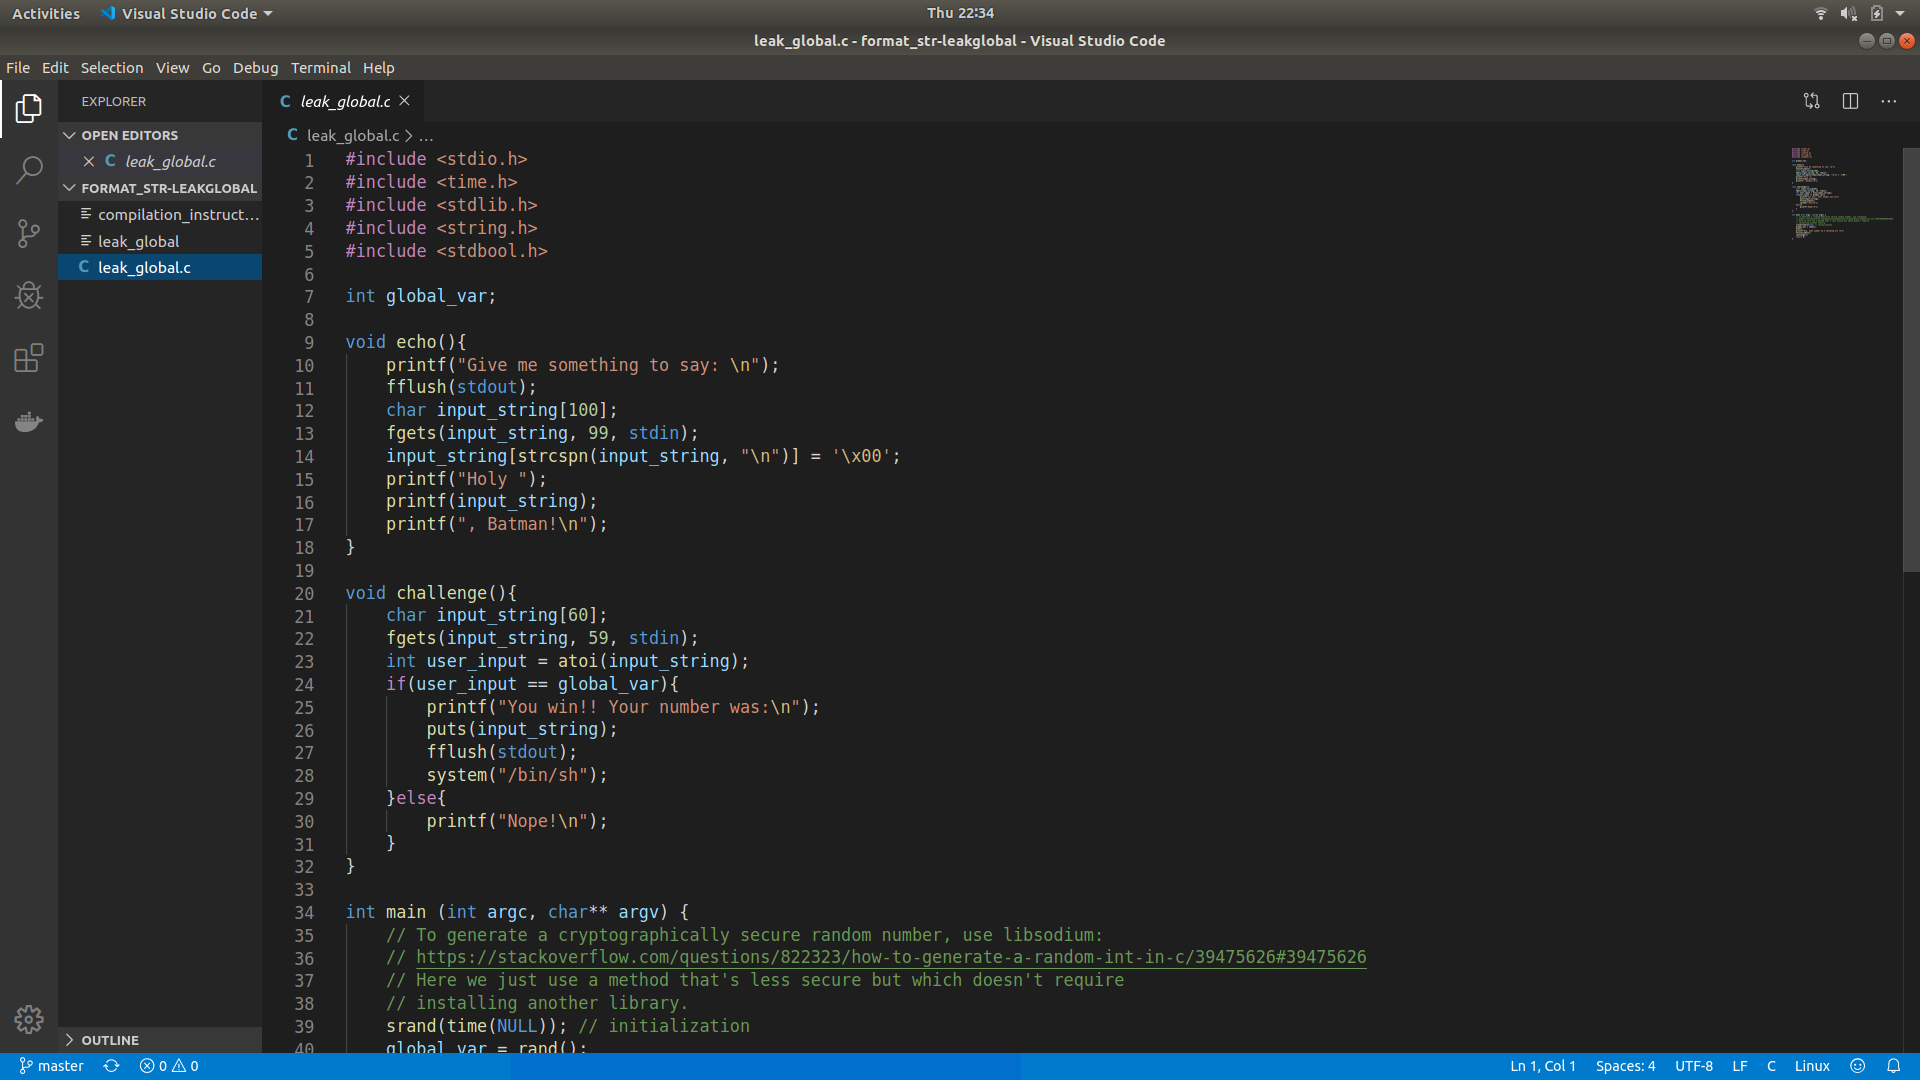 Activities Visual Studio Code Thu 22:34
leak_global.c - format_str-leakglobal - Visual Studio Code
File Edit Selection View Go Debug Terminal Help
EXPLORER
OPEN EDITORS
C leak_global.c
FORMAT_STR-LEAKGLOBAL
compilation_instruct...
leak_global
C leak_global.c
OUTLINE
C leak_global.c
C leak_global.c > ...
1 #include <stdio.h>
2 #include <time.h>
3 #include <stdlib.h>
4 #include <string.h>
5 #include <stdbool.h>
6
7 int global_var;
8
9 void echo(){
10     printf("Give me something to say: \n");
11     fflush(stdout);
12     char input_string[100];
13     fgets(input_string, 99, stdin);
14     input_string[strcspn(input_string, "\n")] = '\x00';
15     printf("Holy ");
16     printf(input_string);
17     printf(", Batman!\n");
18 }
19
20 void challenge(){
21     char input_string[60];
22     fgets(input_string, 59, stdin);
23     int user_input = atoi(input_string);
24     if(user_input == global_var){
25         printf("You win!! Your number was:\n");
26         puts(input_string);
27         fflush(stdout);
28         system("/bin/sh");
29     }else{
30         printf("Nope!\n");
31     }
32 }
33
34 int main (int argc, char** argv) {
35     // To generate a cryptographically secure random number, use libsodium:
36     // https://stackoverflow.com/questions/822323/how-to-generate-a-random-int-in-c/39475626#39475626
37     // Here we just use a method that's less secure but which doesn't require
38     // installing another library.
39     srand(time(NULL)); // initialization
40     global_var = rand();
master 0 0 Ln 1, Col 1 Spaces: 4 UTF-8 LF C Linux